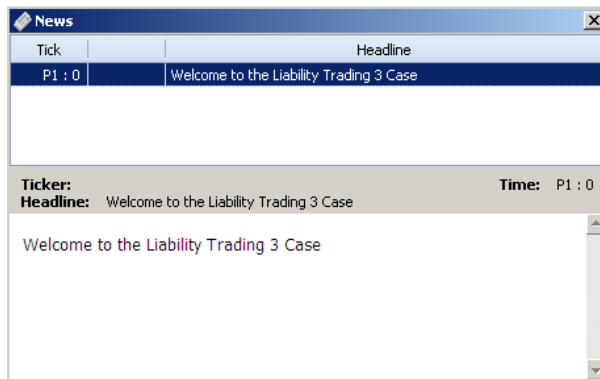 News
Tick Headline
P1 : 0 Welcome to the Liability Trading 3 Case
Ticker: Time: P1 : 0
Headline: Welcome to the Liability Trading 3 Case
Welcome to the Liability Trading 3 Case